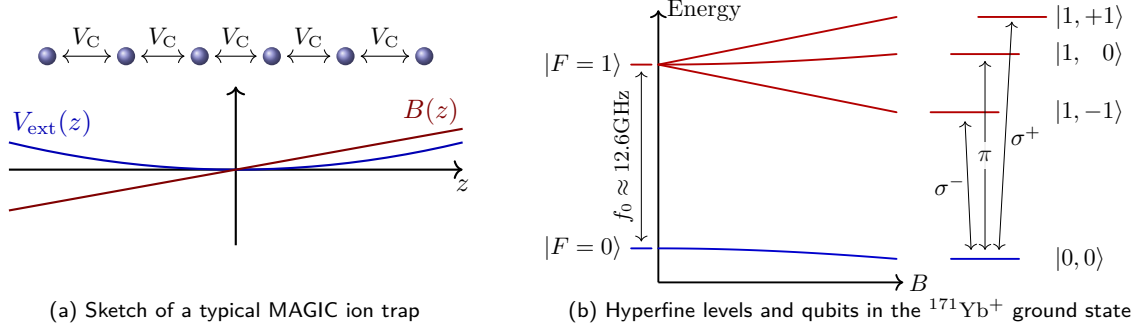 V_C V_C V_C V_C V_C
V_ext(z)
B(z)
z
(a) Sketch of a typical MAGIC ion trap
Energy
|1, +1⟩
|F = 1⟩
|1, 0⟩
|1, −1⟩
f_0 ≈ 12.6GHz
σ^−
π
σ^+
|F = 0⟩
|0, 0⟩
B
(b) Hyperfine levels and qubits in the ^171Yb^+ ground state